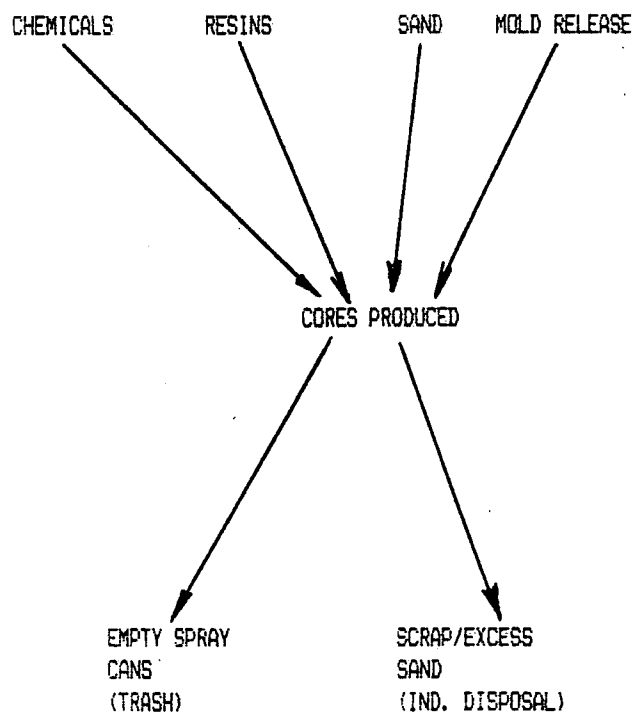 CHEMICALS RESINS SAND MOLD RELEASE
CORES PRODUCED
EMPTY SPRAY
CANS
(TRASH)
SCRAP/EXCESS
SAND
(IND. DISPOSAL)